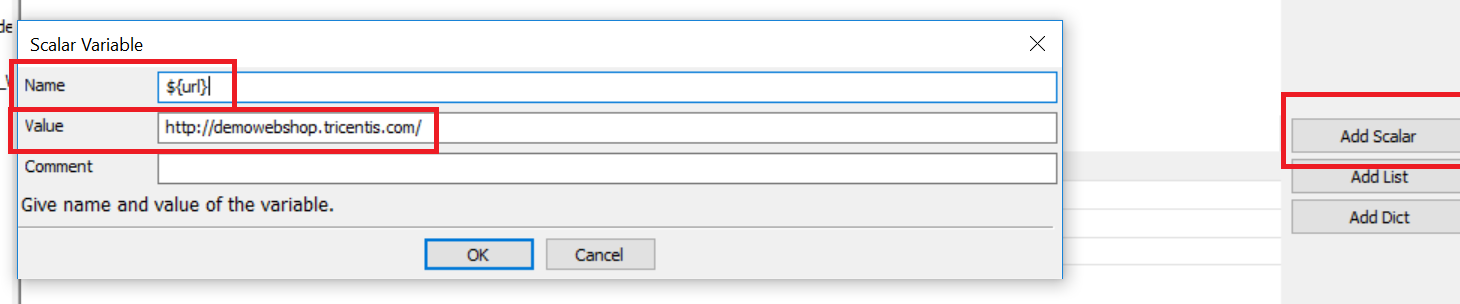 Scalar Variable
Name ${url}
Value http://demowebshop.tricentis.com/
Comment
Give name and value of the variable.
OK Cancel
Add Scalar
Add List
Add Dict